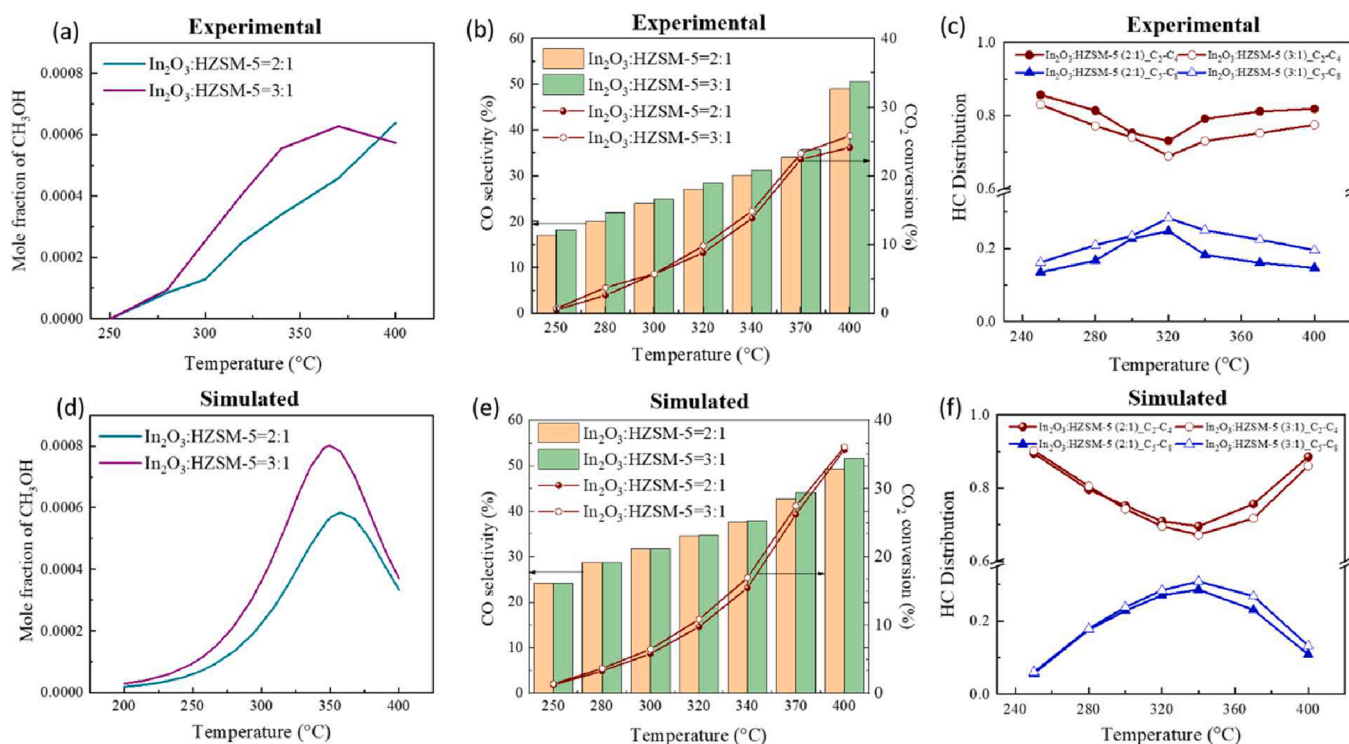 Experimental
(a)
In₂O₃:HZSM-5=2:1
In₂O₃:HZSM-5=3:1
Mole fraction of CH₃OH
0.0008
0.0006
0.0004
0.0002
0.0000
250 300 350 400
Temperature (°C)
Experimental
(b)
In₂O₃:HZSM-5=2:1
In₂O₃:HZSM-5=3:1
In₂O₃:HZSM-5=2:1
In₂O₃:HZSM-5=3:1
CO selectivity (%)
60
50
40
30
20
10
0
CO₂ conversion (%)
40
30
20
10
0
250 280 300 320 340 370 400
Temperature (°C)
Experimental
(c)
In₂O₃:HZSM-5 (2:1)_C₂-C₄ In₂O₃:HZSM-5 (3:1)_C₂-C₄
In₂O₃:HZSM-5 (2:1)_C₅-C₈ In₂O₃:HZSM-5 (3:1)_C₅-C₈
HC Distribution
1.0
0.8
0.6
0.2
0.0
240 280 320 360 400
Temperature (°C)
Simulated
(d)
In₂O₃:HZSM-5=2:1
In₂O₃:HZSM-5=3:1
Mole fraction of CH₃OH
0.0008
0.0006
0.0004
0.0002
0.0000
200 250 300 350 400
Temperature (°C)
Simulated
(e)
In₂O₃:HZSM-5=2:1
In₂O₃:HZSM-5=3:1
In₂O₃:HZSM-5=2:1
In₂O₃:HZSM-5=3:1
CO selectivity (%)
60
50
40
30
20
10
0
CO₂ conversion (%)
40
30
20
10
0
250 280 300 320 340 370 400
Temperature (°C)
Simulated
(f)
In₂O₃:HZSM-5 (2:1)_C₂-C₄ In₂O₃:HZSM-5 (3:1)_C₂-C₄
In₂O₃:HZSM-5 (2:1)_C₅-C₈ In₂O₃:HZSM-5 (3:1)_C₅-C₈
HC Distribution
1.0
0.8
0.6
0.2
0.0
240 280 320 360 400
Temperature (°C)